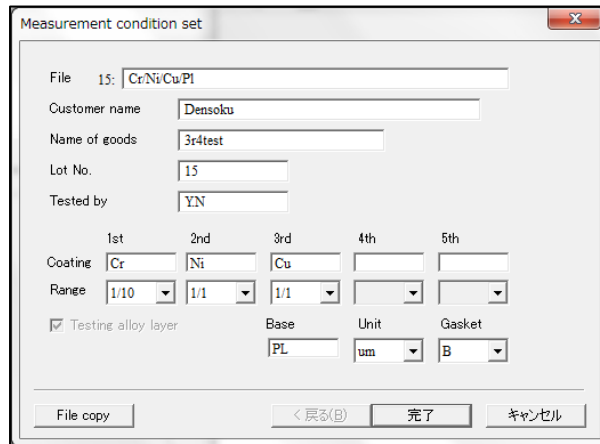 Measurement condition set
x
File 15: Cr/Ni/Cu/Pl
Customer name Densoku
Name of goods 3r4test
Lot No. 15
Tested by Y.N
1st 2nd 3rd 4th 5th
Coating Cr Ni Cu
Range 1/10 1/1 1/1
Testing alloy layer Base Unit Gasket
PL um B
File copy < 戻る(B) 完了 キャンセル